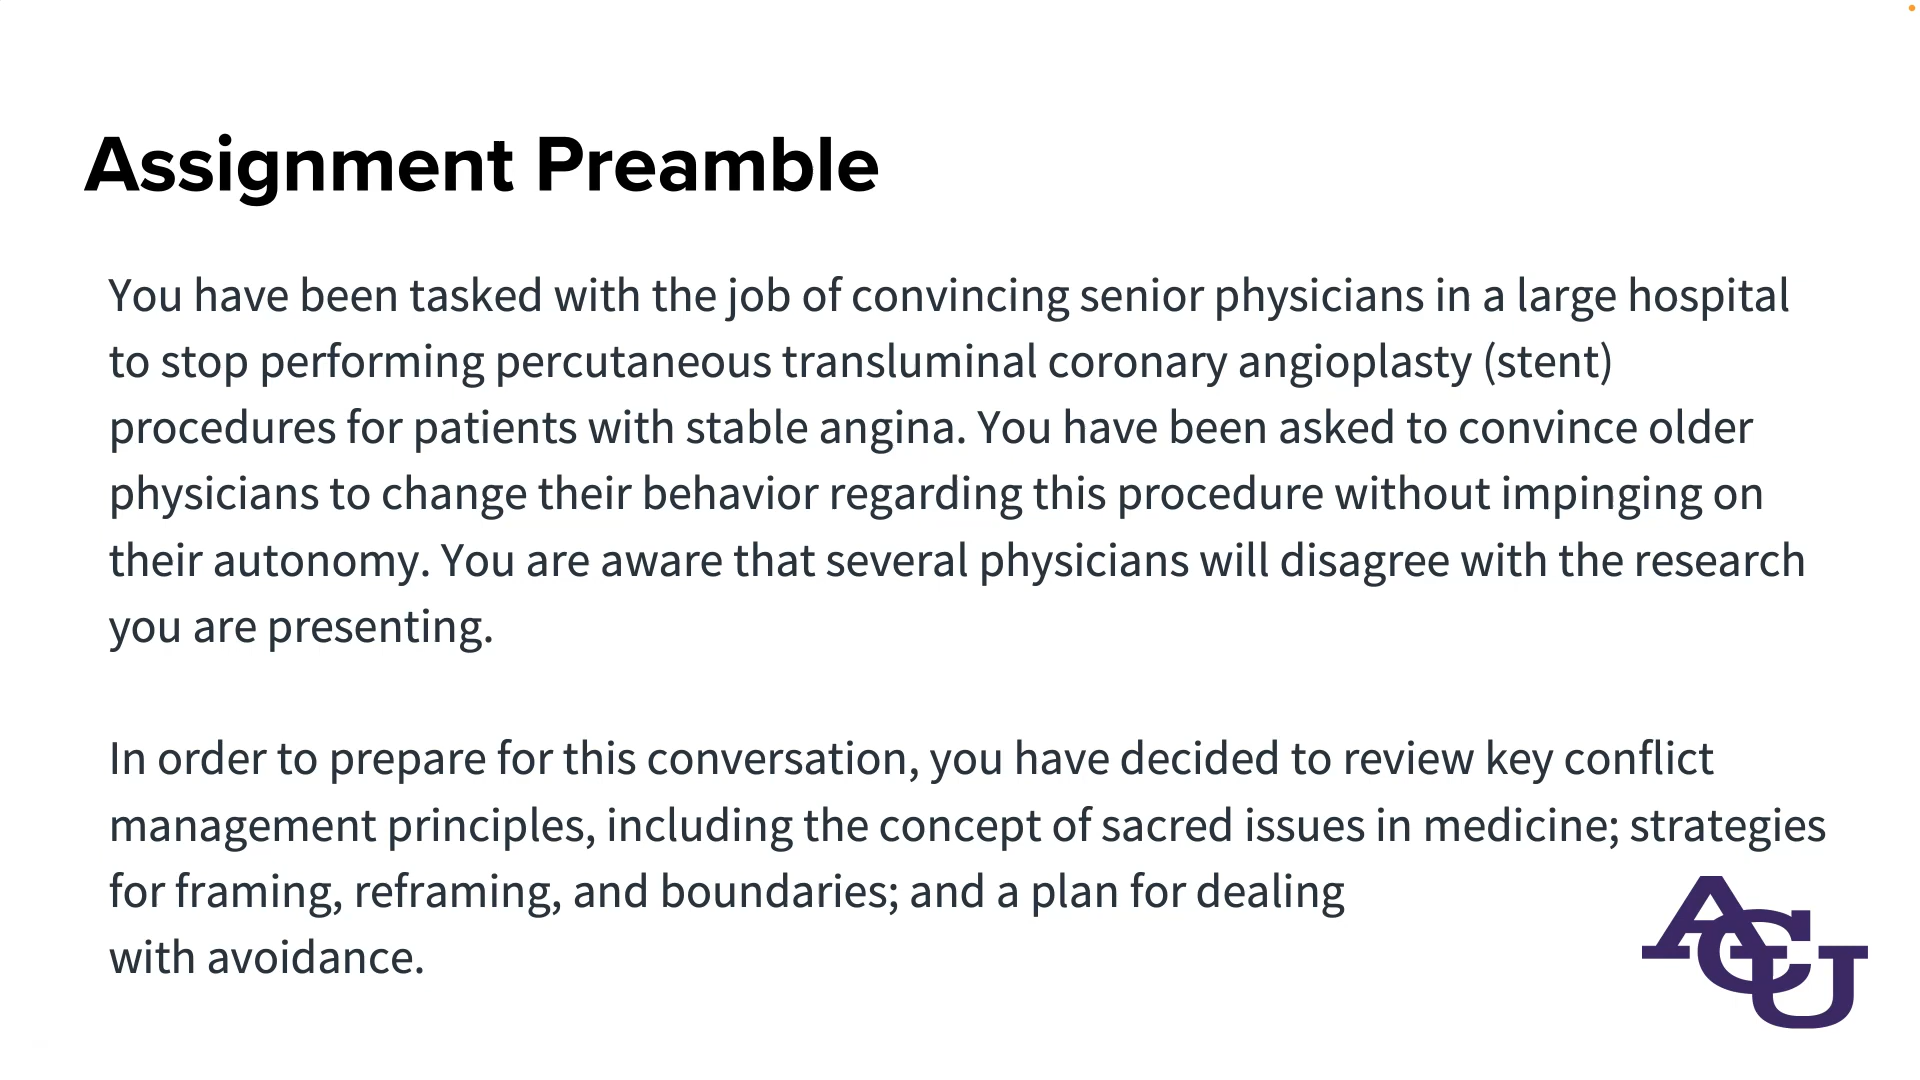 Assignment Preamble
You have been tasked with the job of convincing senior physicians in a large hospital
to stop performing percutaneous transluminal coronary angioplasty (stent)
procedures for patients with stable angina. You have been asked to convince older
physicians to change their behavior regarding this procedure without impinging on
their autonomy. You are aware that several physicians will disagree with the research
you are presenting.
In order to prepare for this conversation, you have decided to review key conflict
management principles, including the concept of sacred issues in medicine; strategies
for framing, reframing, and boundaries; and a plan for dealing
with avoidance.
ACU